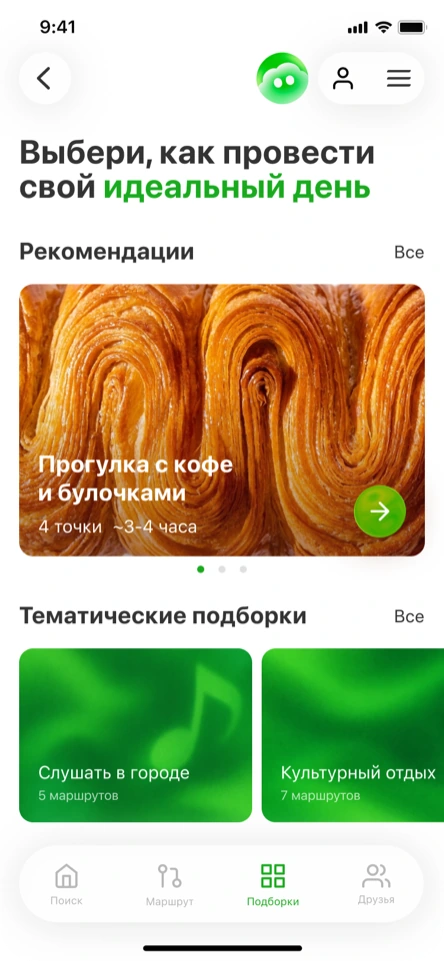 9:41
Выбери, как провести
свой идеальный день
Рекомендации
Все
Прогулка с кофе
и булочками
4 точки ~3-4 часа
Тематические подборки
Все
Слушать в городе
5 маршрутов
Культурный отдых
7 маршрутов
Поиск
Маршрут
Подборки
Друзья